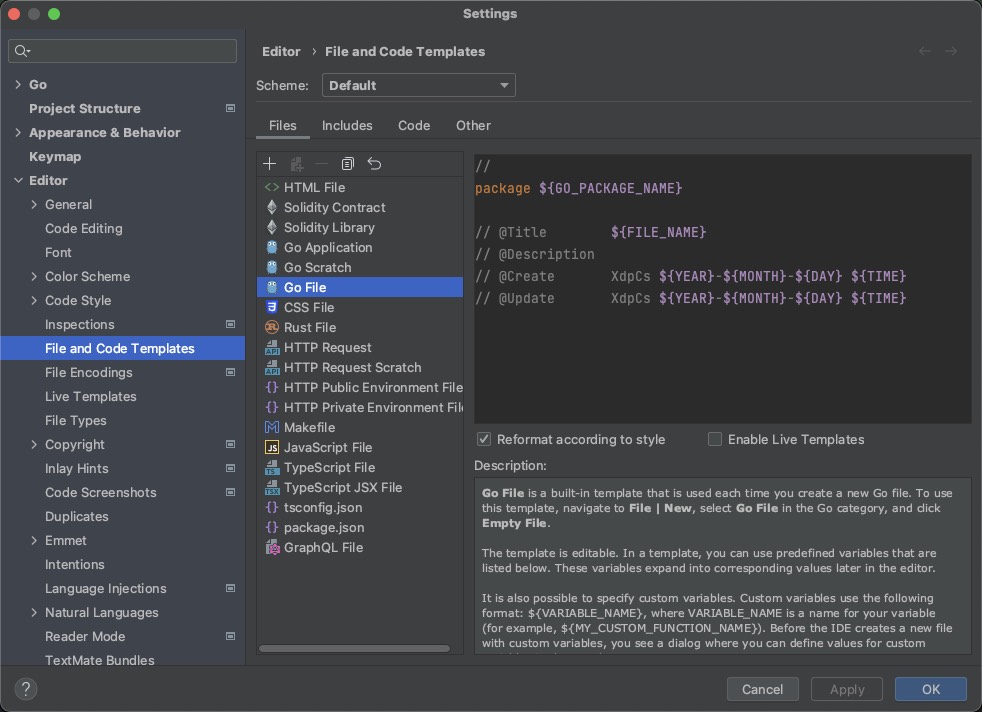 Settings
Go
Project Structure
Appearance & Behavior
Keymap
Editor
General
Code Editing
Font
Color Scheme
Code Style
Inspections
File and Code Templates
File Encodings
Live Templates
File Types
Copyright
Inlay Hints
Code Screenshots
Duplicates
Emmet
Intentions
Language Injections
Natural Languages
Reader Mode
TextMate Bundles
Editor › File and Code Templates
Scheme: Default
Files Includes Code Other
HTML File
Solidity Contract
Solidity Library
Go Application
Go Scratch
Go File
CSS File
Rust File
HTTP Request
HTTP Request Scratch
HTTP Public Environment File
HTTP Private Environment Fil
Makefile
JavaScript File
TypeScript File
TypeScript JSX File
tsconfig.json
package.json
GraphQL File
//
package ${GO_PACKAGE_NAME}
// @Title ${FILE_NAME}
// @Description
// @Create XdpCs ${YEAR}-${MONTH}-${DAY} ${TIME}
// @Update XdpCs ${YEAR}-${MONTH}-${DAY} ${TIME}
Reformat according to style Enable Live Templates
Description:
Go File is a built-in template that is used each time you create a new Go file. To use
this template, navigate to File | New, select Go File in the Go category, and click
Empty File.
The template is editable. In a template, you can use predefined variables that are
listed below. These variables expand into corresponding values later in the editor.
It is also possible to specify custom variables. Custom variables use the following
format: ${VARIABLE_NAME}, where VARIABLE_NAME is a name for your variable
(for example, ${MY_CUSTOM_FUNCTION_NAME}). Before the IDE creates a new file
with custom variables, you see a dialog where you can define values for custom
? Cancel Apply OK